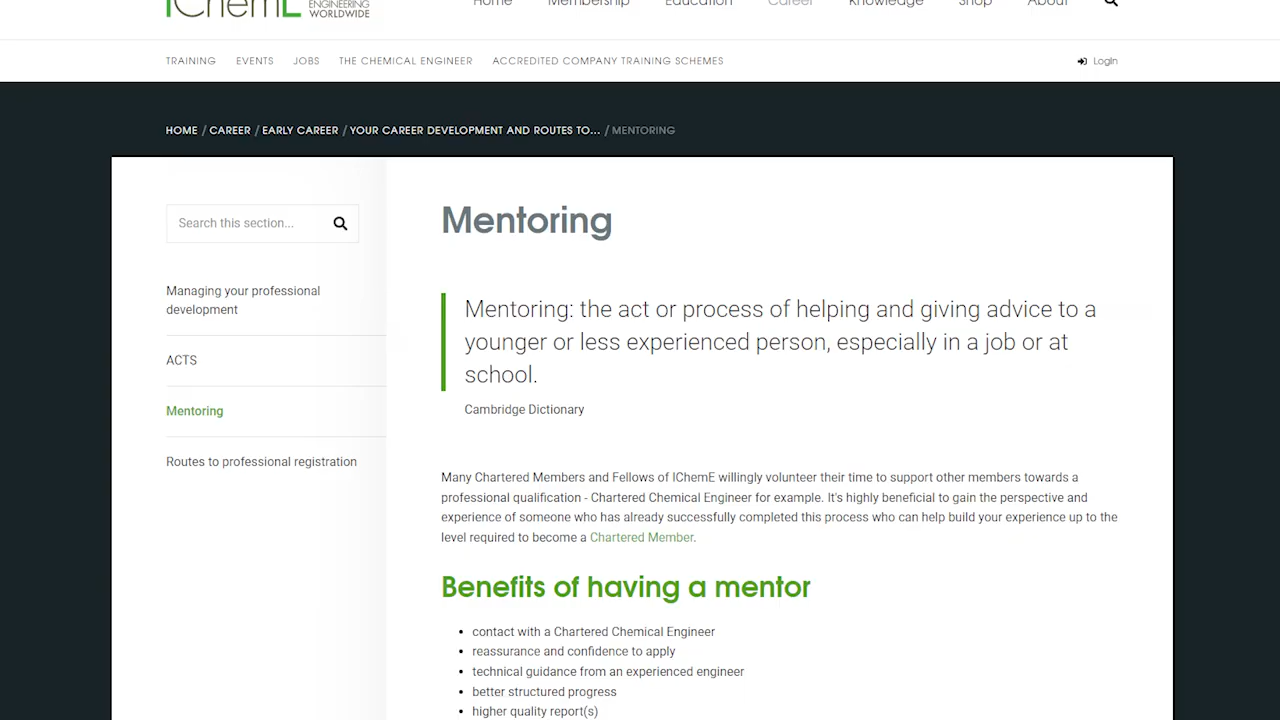 IChemE
ENGINEERING
WORLDWIDE
Home Membership Education Career Knowledge Shop About
TRAINING EVENTS JOBS THE CHEMICAL ENGINEER ACCREDITED COMPANY TRAINING SCHEMES Login
HOME / CAREER / EARLY CAREER / YOUR CAREER DEVELOPMENT AND ROUTES TO... / MENTORING
Search this section...
Managing your professional
development
ACTS
Mentoring
Routes to professional registration
Mentoring
Mentoring: the act or process of helping and giving advice to a
younger or less experienced person, especially in a job or at
school.
Cambridge Dictionary
Many Chartered Members and Fellows of IChemE willingly volunteer their time to support other members towards a
professional qualification - Chartered Chemical Engineer for example. It's highly beneficial to gain the perspective and
experience of someone who has already successfully completed this process who can help build your experience up to the
level required to become a Chartered Member.
Benefits of having a mentor
• contact with a Chartered Chemical Engineer
• reassurance and confidence to apply
• technical guidance from an experienced engineer
• better structured progress
• higher quality report(s)